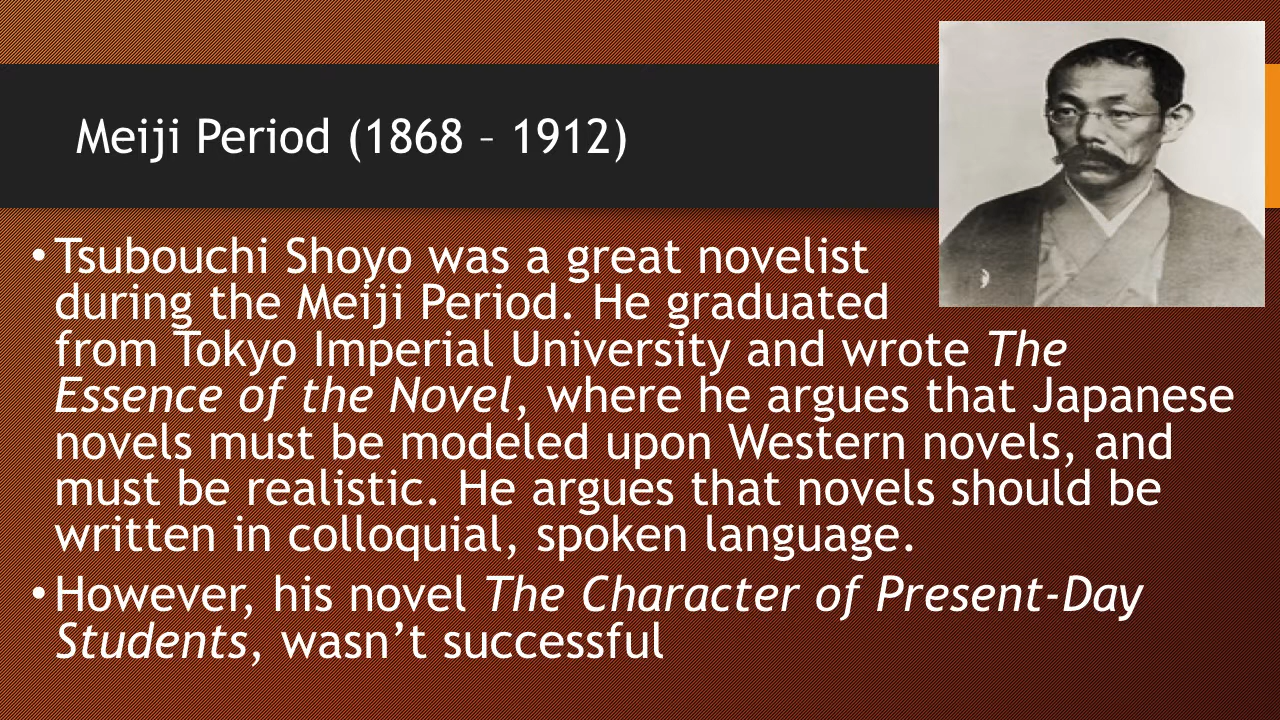 Meiji Period (1868 – 1912)
• Tsubouchi Shoyo was a great novelist
during the Meiji Period. He graduated
from Tokyo Imperial University and wrote The
Essence of the Novel, where he argues that Japanese
novels must be modeled upon Western novels, and
must be realistic. He argues that novels should be
written in colloquial, spoken language.
• However, his novel The Character of Present-Day
Students, wasn’t successful